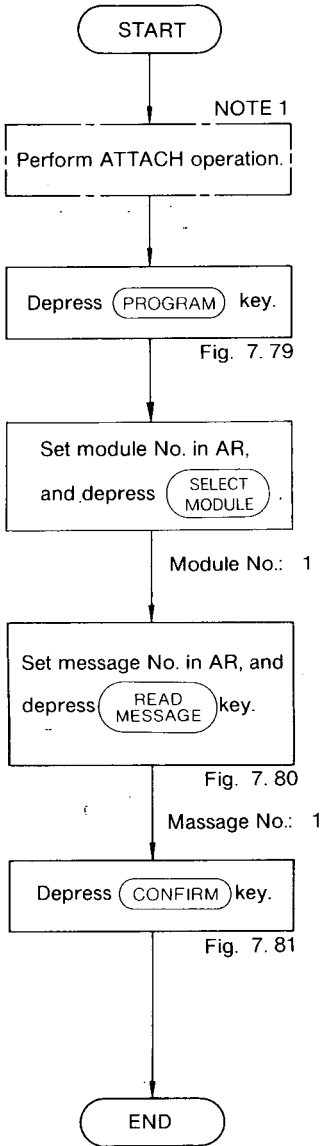 START
NOTE 1
Perform ATTACH operation.
Depress PROGRAM key.
Fig. 7. 79
Set module No. in AR,
and depress SELECT MODULE .
Module No.: 1
Set message No. in AR, and
depress READ MESSAGE key.
Fig. 7. 80
Massage No.: 1
Depress CONFIRM key.
Fig. 7. 81
END